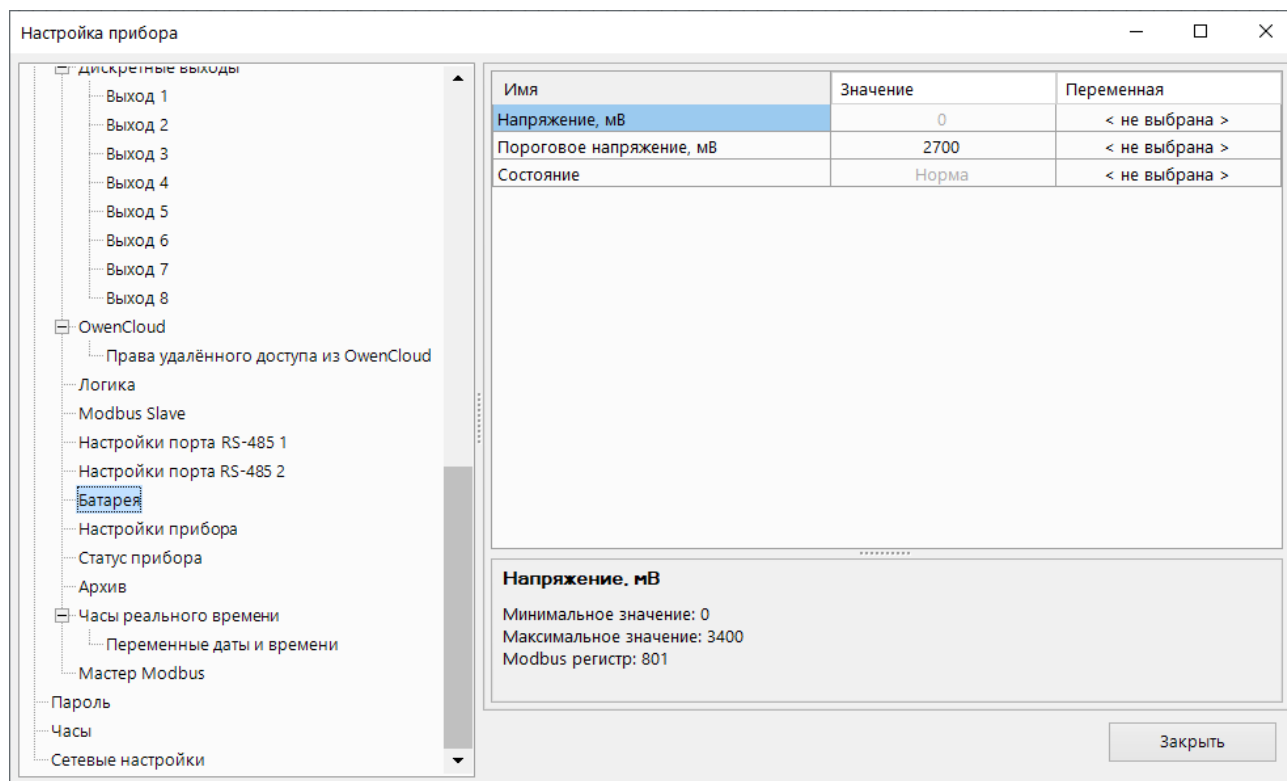 Настройка прибора
Дискретные выходы
Выход 1
Выход 2
Выход 3
Выход 4
Выход 5
Выход 6
Выход 7
Выход 8
OwenCloud
Права удалённого доступа из OwenCloud
Логика
Modbus Slave
Настройки порта RS-485 1
Настройки порта RS-485 2
Батарея
Настройки прибора
Статус прибора
Архив
Часы реального времени
Переменные даты и времени
Мастер Modbus
Пароль
Часы
Сетевые настройки
Имя Значение Переменная
Напряжение, мВ 0 < не выбрана >
Пороговое напряжение, мВ 2700 < не выбрана >
Состояние Норма < не выбрана >
Напряжение, мВ
Минимальное значение: 0
Максимальное значение: 3400
Modbus регистр: 801
Закрыть